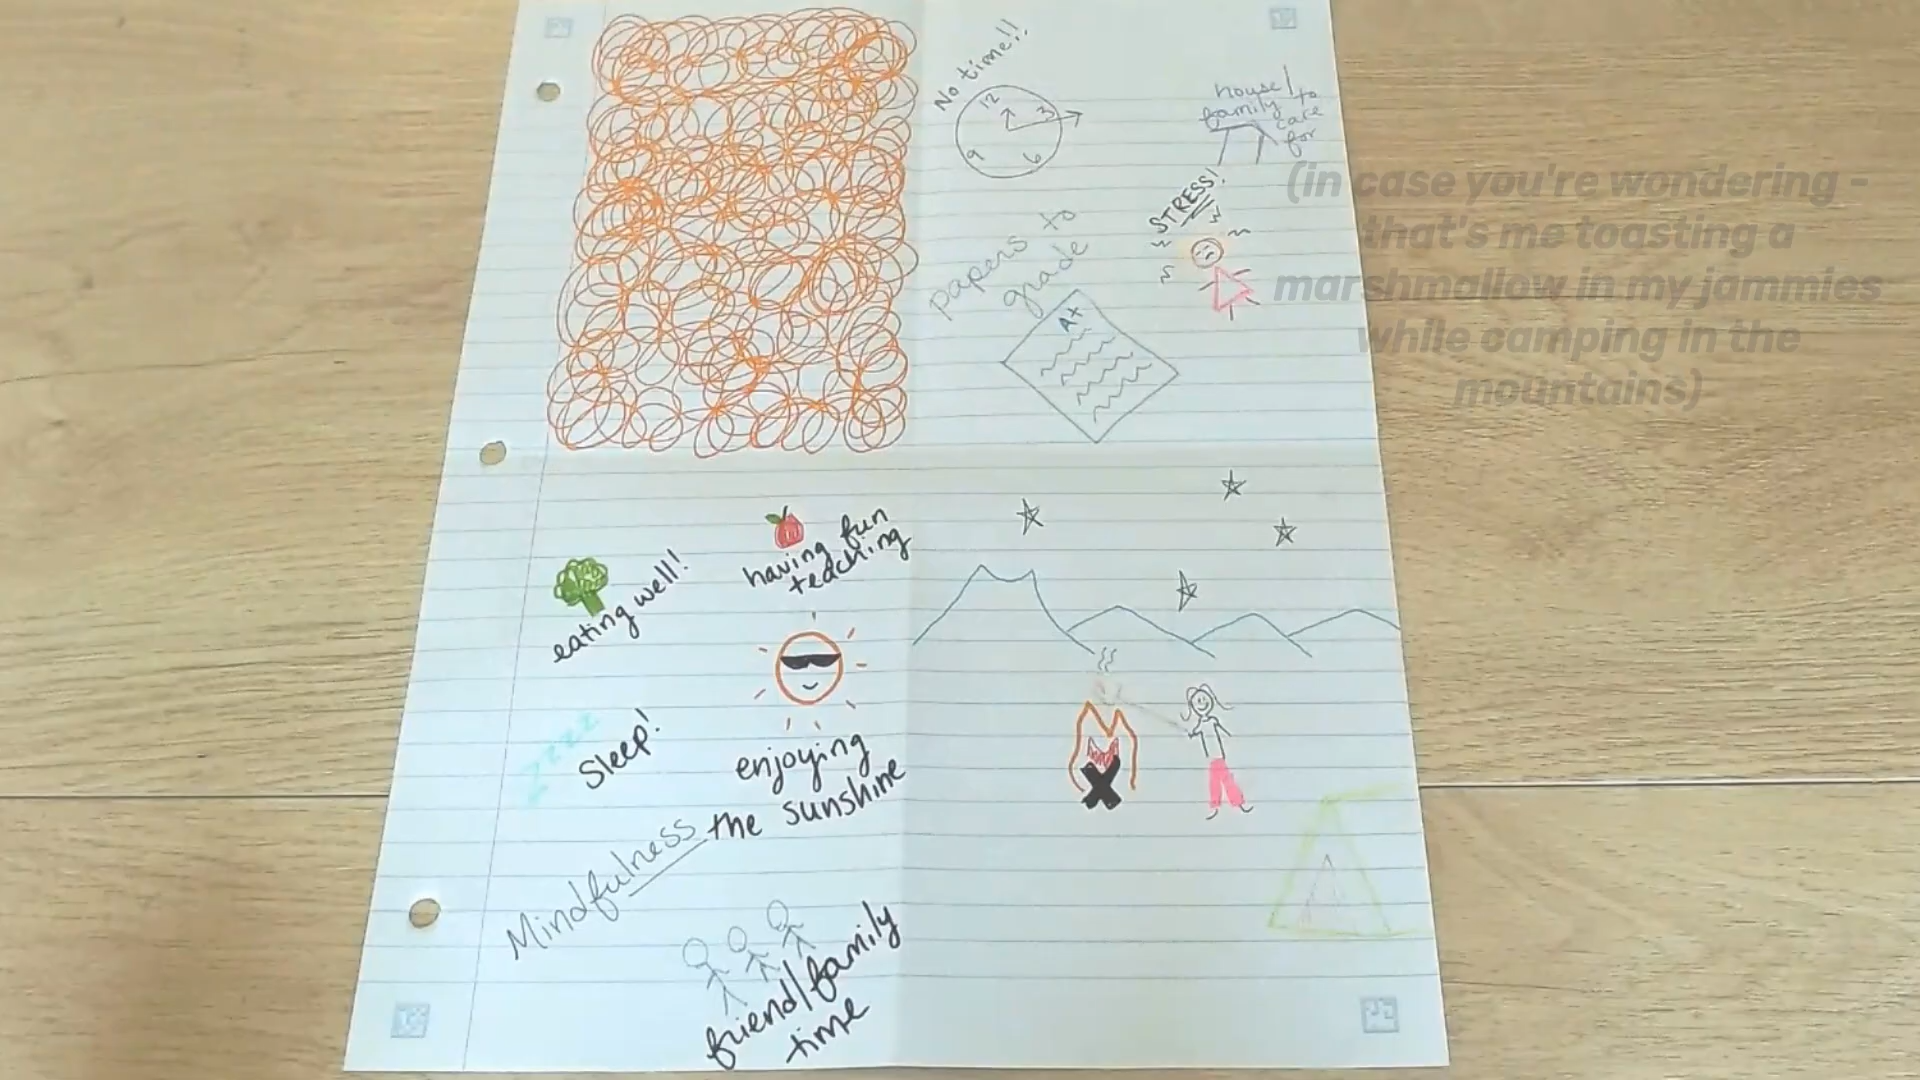 No time!!
12
3
6
9
house/
family to
care
for
STRESS!
papers to
grade
A+
(in case you're wondering -
that's me toasting a
marshmallow in my jammies
while camping in the
mountains)
having fun
teaching
eating well!
zzzz
Sleep!
enjoying
the sunshine
Mindfulness
friend/family
time